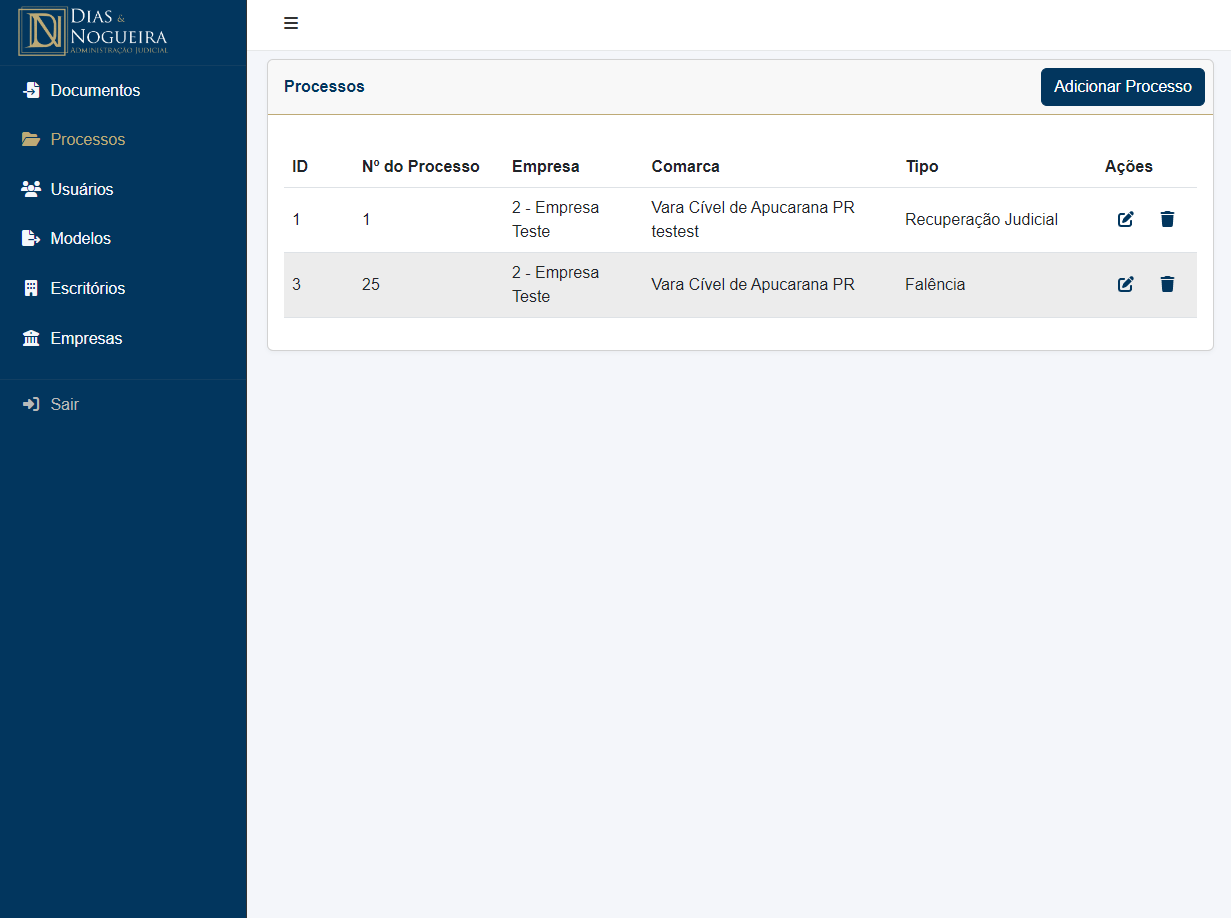 DIAS &
NOGUEIRA
ADMINISTRAÇÃO JUDICIAL
Documentos
Processos
Usuários
Modelos
Escritórios
Empresas
Sair
Processos
Adicionar Processo
ID Nº do Processo Empresa Comarca Tipo Ações
1 1 2 - Empresa Teste Vara Cível de Apucarana PR testest Recuperação Judicial
3 25 2 - Empresa Teste Vara Cível de Apucarana PR Falência